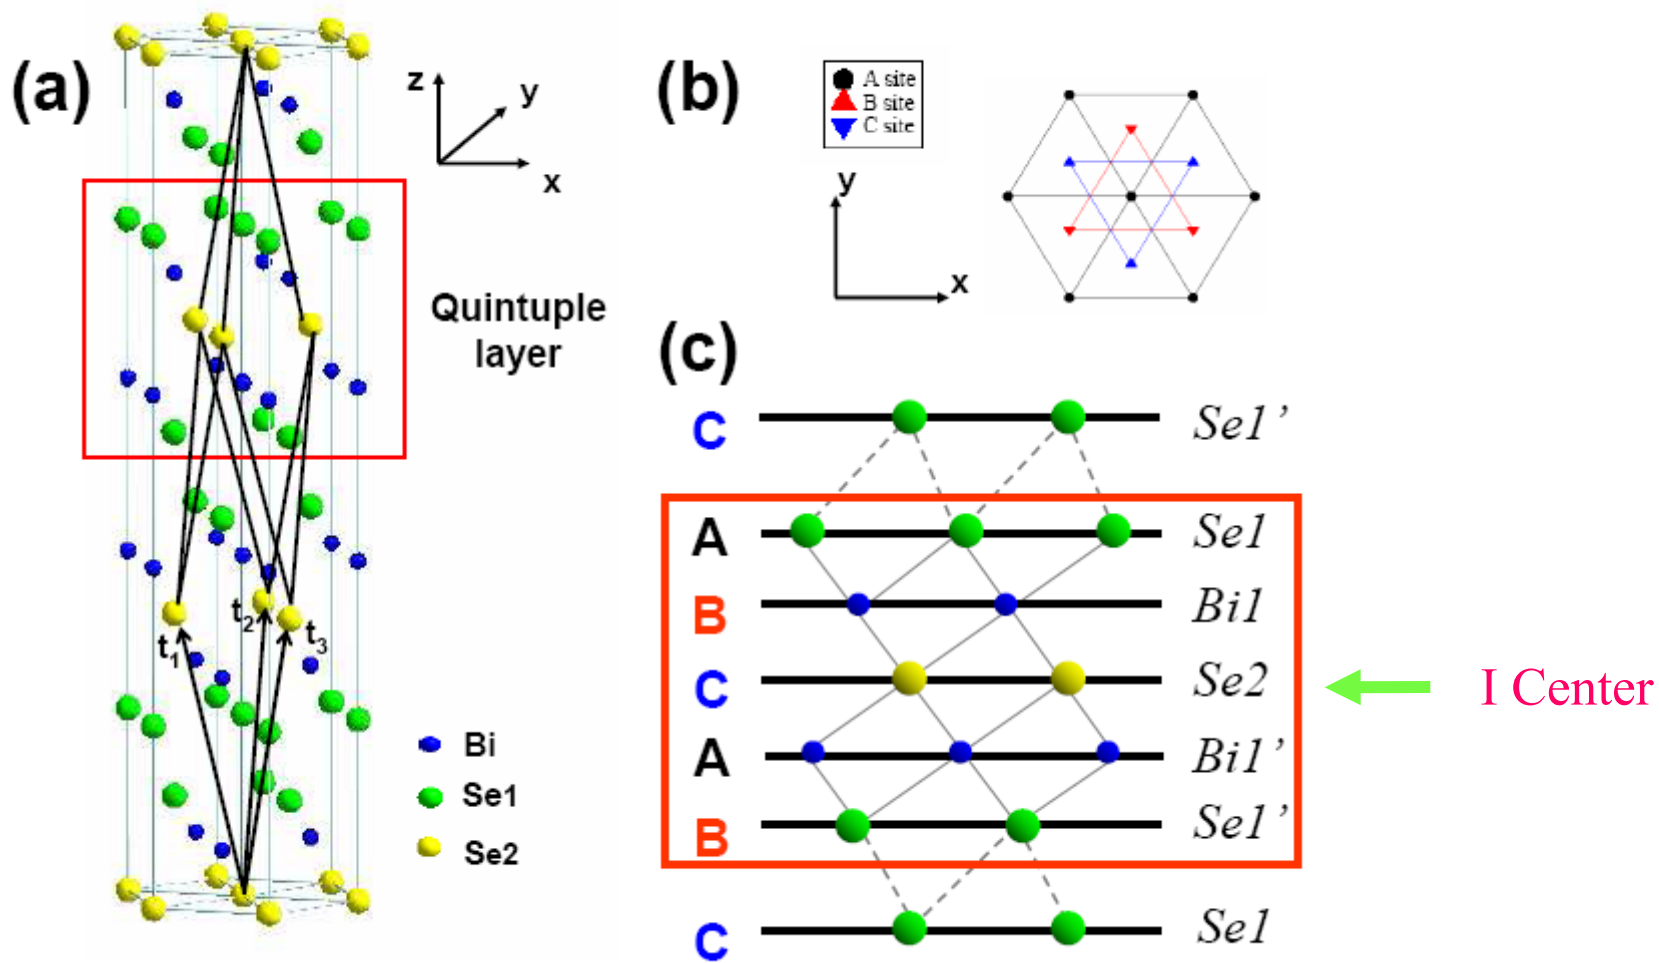 (a)
z
y
x
Quintuple
layer
t1
t2
t3
Bi
Se1
Se2
(b)
A site
B site
C site
y
x
(c)
C Se1’
A Se1
B Bi1
C Se2
I Center
A Bi1’
B Se1’
C Se1